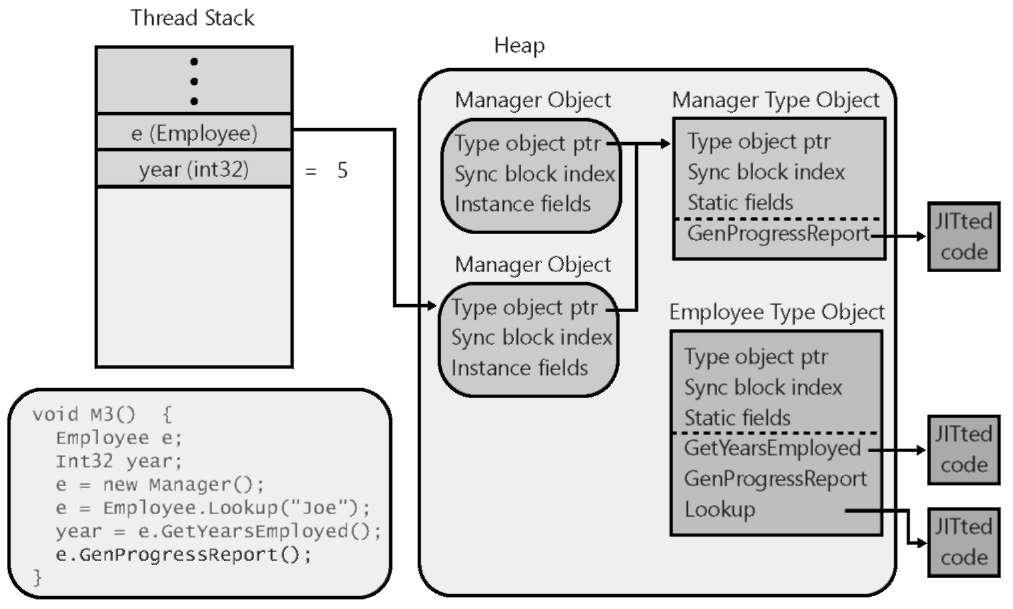 Thread Stack
e (Employee)
year (int32)
= 5
Heap
Manager Object
Type object ptr
Sync block index
Instance fields
Manager Object
Type object ptr
Sync block index
Instance fields
Manager Type Object
Type object ptr
Sync block index
Static fields
GenProgressReport
JITted
code
Employee Type Object
Type object ptr
Sync block index
Static fields
GetYearsEmployed
GenProgressReport
Lookup
JITted
code
JITted
code
void M3() {
Employee e;
Int32 year;
e = new Manager();
e = Employee.Lookup("Joe");
year = e.GetYearsEmployed();
e.GenProgressReport();
}